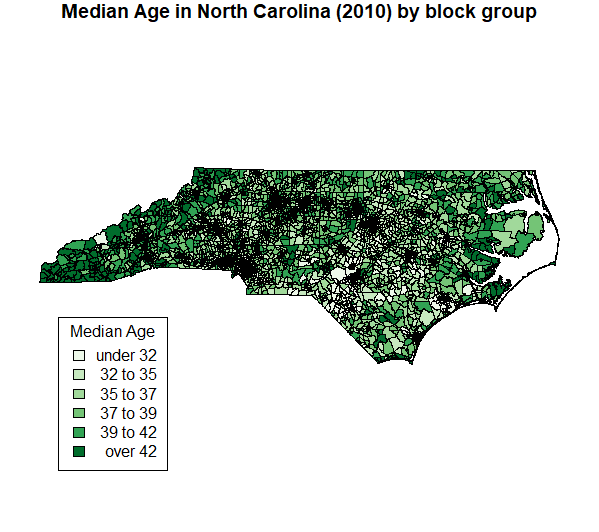 Median Age in North Carolina (2010) by block group
Median Age
under 32
32 to 35
35 to 37
37 to 39
39 to 42
over 42